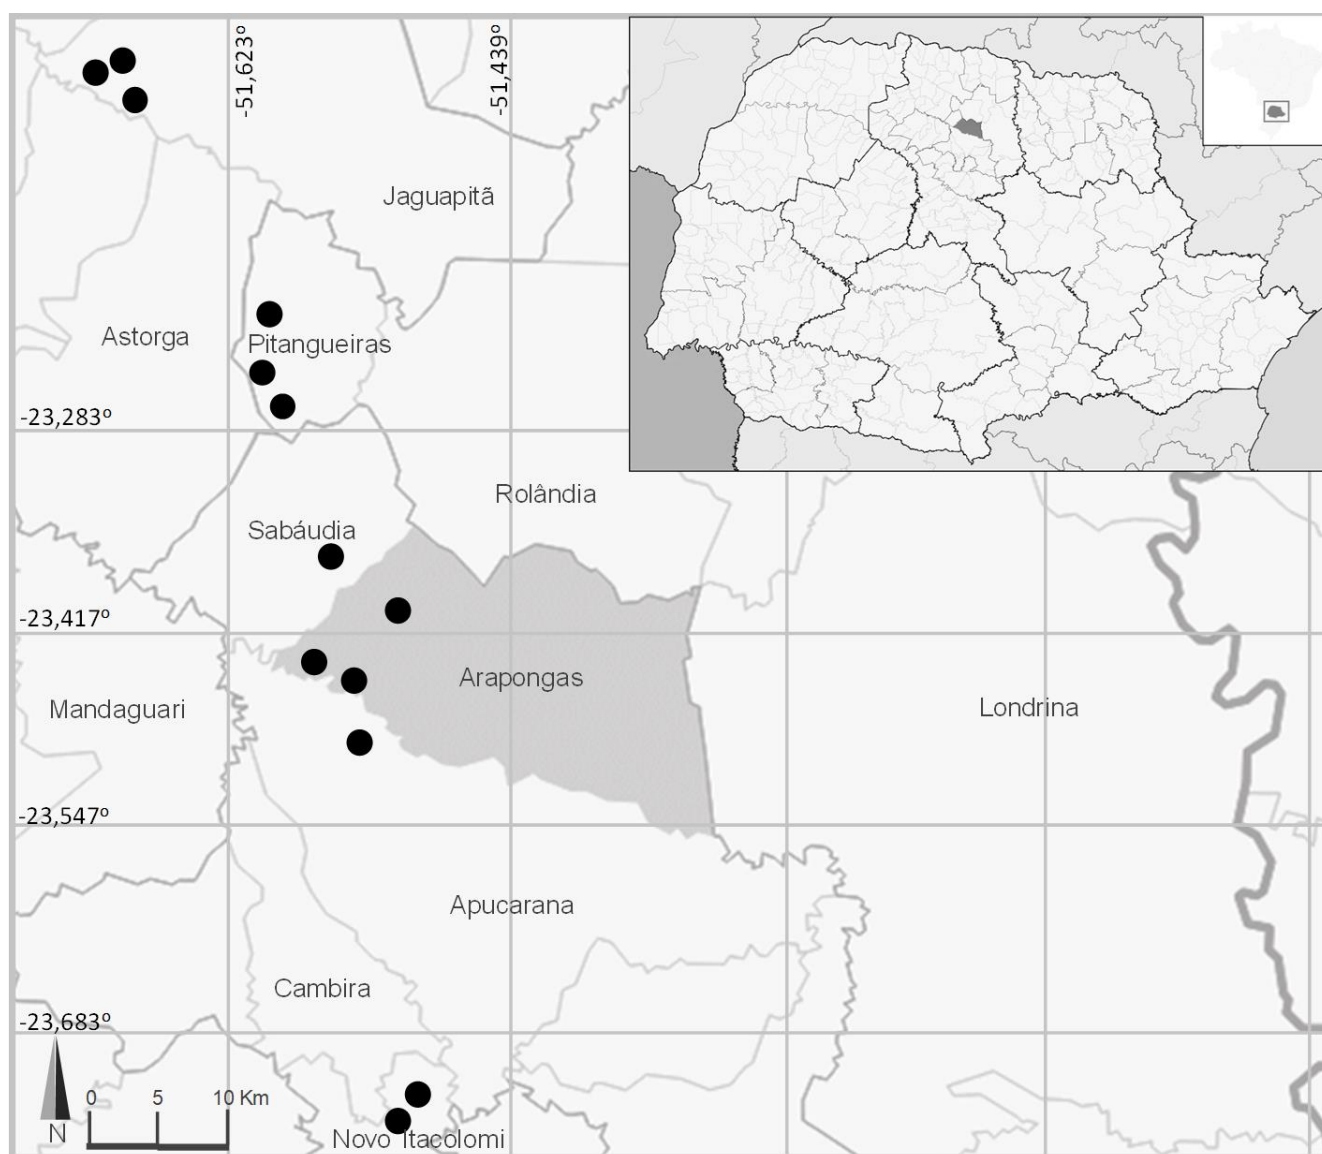 -51,623º
-51,439º
Jaguapitã
Astorga
Pitangueiras
-23,283º
Rolândia
Sabáudia
-23,417º
Arapongas
Mandaguari
Londrina
-23,547º
Apucarana
Cambira
-23,683º
0 5 10 Km
N
Novo Itacolomi